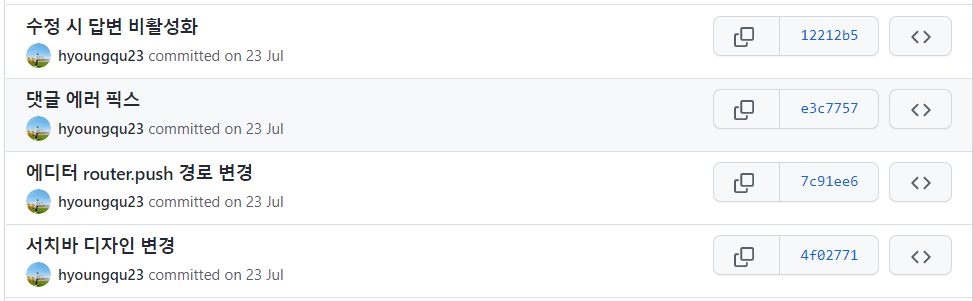 수정 시 답변 비활성화
12212b5
hyoungqu23 committed on 23 Jul
댓글 에러 픽스
e3c7757
hyoungqu23 committed on 23 Jul
에디터 router.push 경로 변경
7c91ee6
hyoungqu23 committed on 23 Jul
서치바 디자인 변경
4f02771
hyoungqu23 committed on 23 Jul